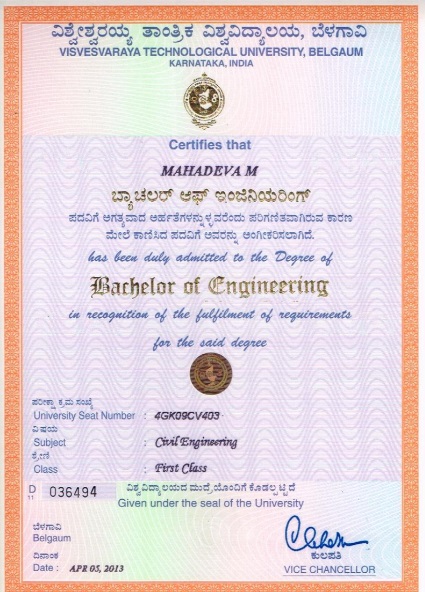 ವಿಶ್ವೇಶ್ವರಯ್ಯ ತಾಂತ್ರಿಕ ವಿಶ್ವವಿದ್ಯಾಲಯ, ಬೆಳಗಾವಿ
VISVESVARAYA TECHNOLOGICAL UNIVERSITY, BELGAUM
KARNATAKA, INDIA
Certifies that
MAHADEVA M
ಬ್ಯಾಚಲರ್ ಆಫ್ ಇಂಜಿನಿಯರಿಂಗ್
ಪದವಿಗೆ ಅಗತ್ಯವಾದ ಅರ್ಹತೆಗಳನ್ನುಳ್ಳವರೆಂದು ಪರಿಗಣಿತವಾಗಿರುವ ಕಾರಣ
ಮೇಲೆ ಕಾಣಿಸಿದ ಪದವಿಗೆ ಅವರನ್ನು ಅಂಗೀಕರಿಸಲಾಗಿದೆ.
has been duly admitted to the Degree of
Bachelor of Engineering
in recognition of the fulfilment of requirements
for the said degree
ಪರೀಕ್ಷಾ ಕ್ರಮ ಸಂಖ್ಯೆ
University Seat Number : 4GK09CV403
ವಿಷಯ
Subject : Civil Engineering
ಶ್ರೇಣಿ
Class : First Class
D 11 036494
ವಿಶ್ವವಿದ್ಯಾಲಯದ ಮುದ್ರೆಯೊಂದಿಗೆ ಕೊಡಲ್ಪಟ್ಟಿದೆ
Given under the seal of the University
ಬೆಳಗಾವಿ
Belgaum
ದಿನಾಂಕ
Date : APR 05, 2013
ಕುಲಪತಿ
VICE CHANCELLOR